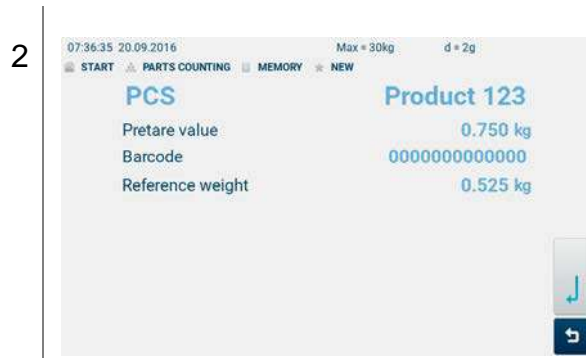 2
07:36:35 20.09.2016 Max = 30kg d = 2g
START PARTS COUNTING MEMORY NEW
PCS Product 123
Pretare value 0.750 kg
Barcode 0000000000000
Reference weight 0.525 kg